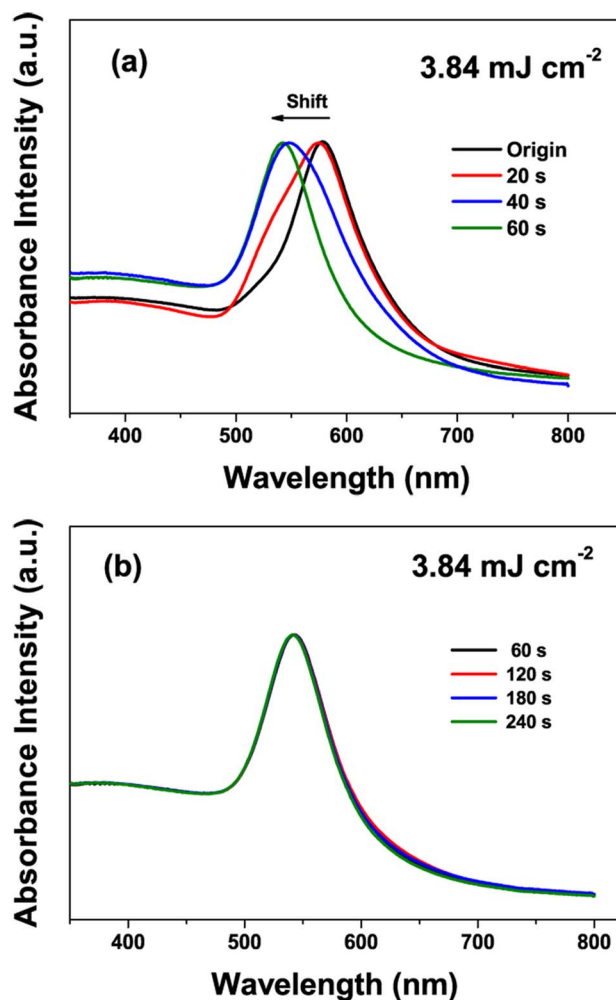 (a)
3.84 mJ cm⁻²
Shift
Origin
20 s
40 s
60 s
Absorbance Intensity (a.u.)
400 500 600 700 800
Wavelength (nm)
(b)
3.84 mJ cm⁻²
60 s
120 s
180 s
240 s
Absorbance Intensity (a.u.)
400 500 600 700 800
Wavelength (nm)